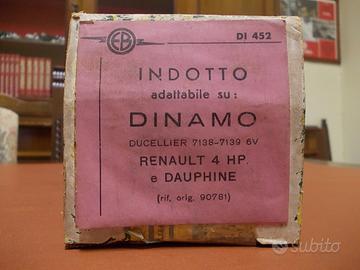 EB
DI 452
INDOTTO
adattabile su:
DINAMO
DUCELLIER 7138-7139 6V
RENAULT 4 HP.
e DAUPHINE
(rif. orig. 90781)
subito